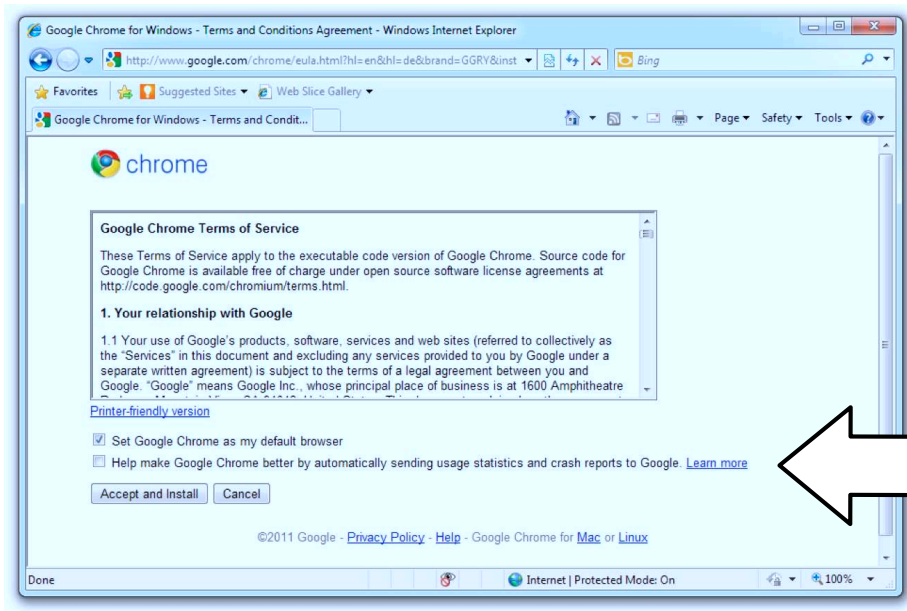 Google Chrome for Windows - Terms and Conditions Agreement - Windows Internet Explorer
http://www.google.com/chrome/eula.html?hl=en&hl=de&brand=GGRY&inst
Bing
Favorites Suggested Sites Web Slice Gallery
Google Chrome for Windows - Terms and Condit...
Page Safety Tools
chrome
Google Chrome Terms of Service
These Terms of Service apply to the executable code version of Google Chrome. Source code for
Google Chrome is available free of charge under open source software license agreements at
http://code.google.com/chromium/terms.html.
1. Your relationship with Google
1.1 Your use of Google's products, software, services and web sites (referred to collectively as
the “Services” in this document and excluding any services provided to you by Google under a
separate written agreement) is subject to the terms of a legal agreement between you and
Google. “Google” means Google Inc., whose principal place of business is at 1600 Amphitheatre
Printer-friendly version
Set Google Chrome as my default browser
Help make Google Chrome better by automatically sending usage statistics and crash reports to Google. Learn more
Accept and Install Cancel
©2011 Google - Privacy Policy - Help - Google Chrome for Mac or Linux
Done Internet | Protected Mode: On 100%